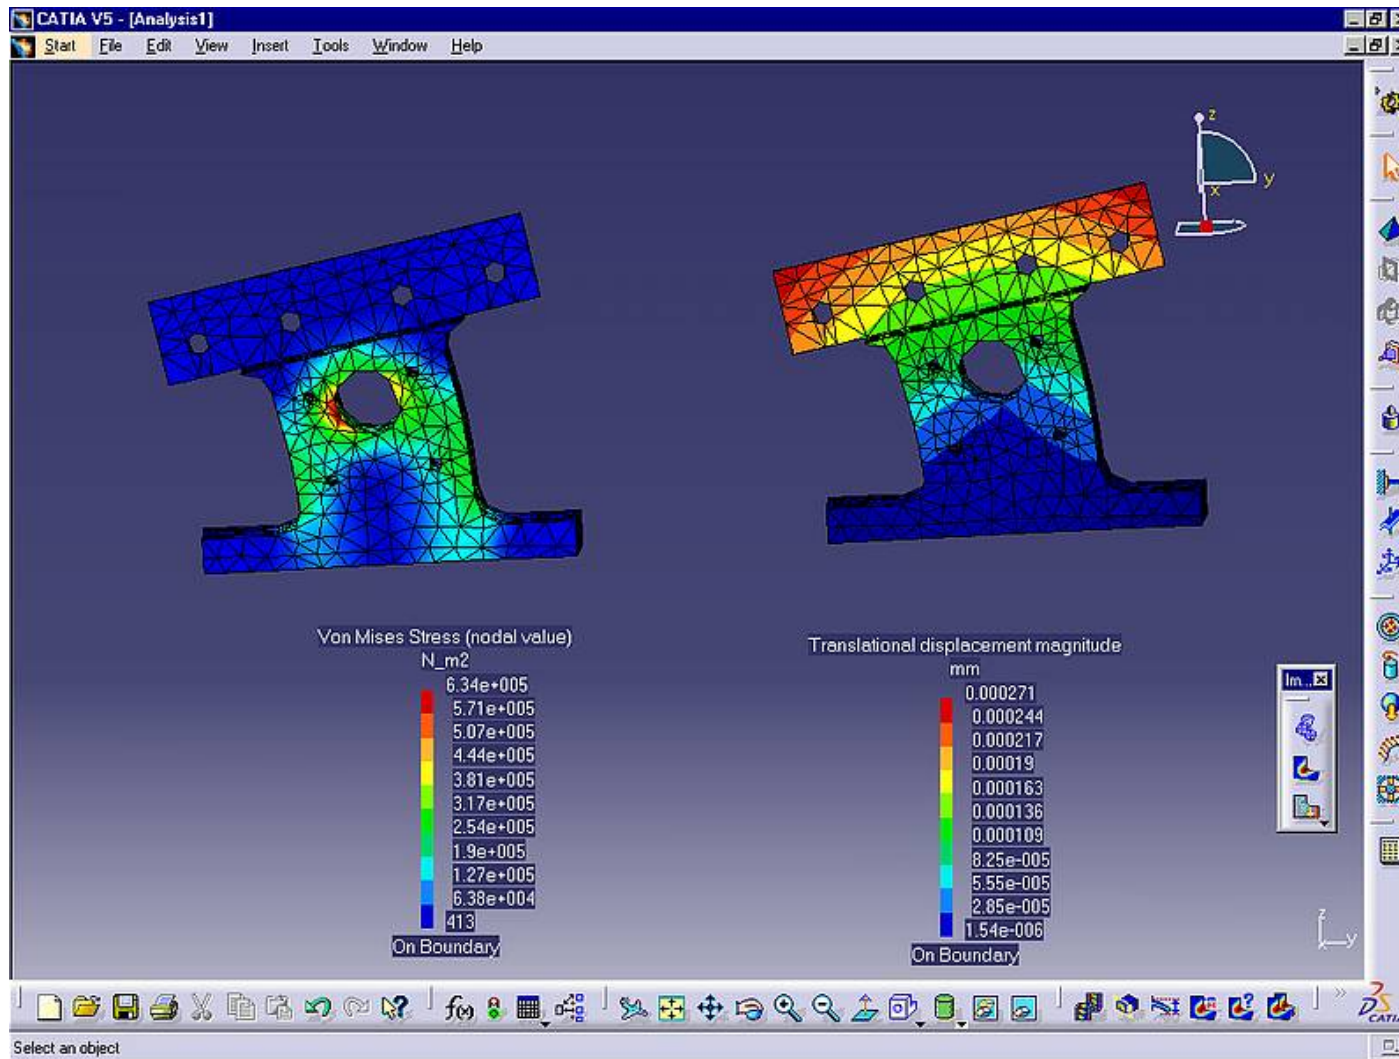 CATIA V5 - [Analysis1]
Start File Edit View Insert Tools Window Help
z
y
x
Von Mises Stress (nodal value)
N_m2
6.34e+005
5.71e+005
5.07e+005
4.44e+005
3.81e+005
3.17e+005
2.54e+005
1.9e+005
1.27e+005
6.38e+004
413
On Boundary
Translational displacement magnitude
mm
0.000271
0.000244
0.000217
0.00019
0.000163
0.000136
0.000109
8.25e-005
5.55e-005
2.85e-005
1.54e-006
On Boundary
Im...
z
x y
f(x)
CATIA
Select an object